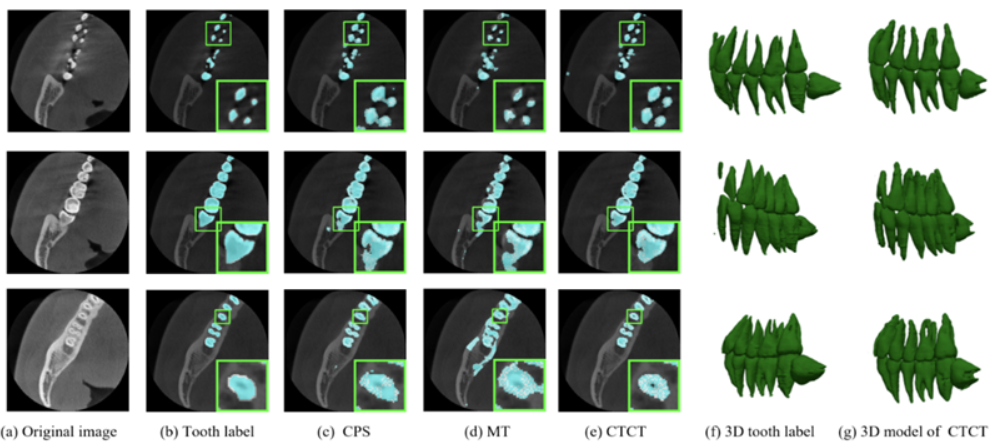 (a) Original image (b) Tooth label (c) CPS (d) MT (e) CTCT (f) 3D tooth label (g) 3D model of CTCT